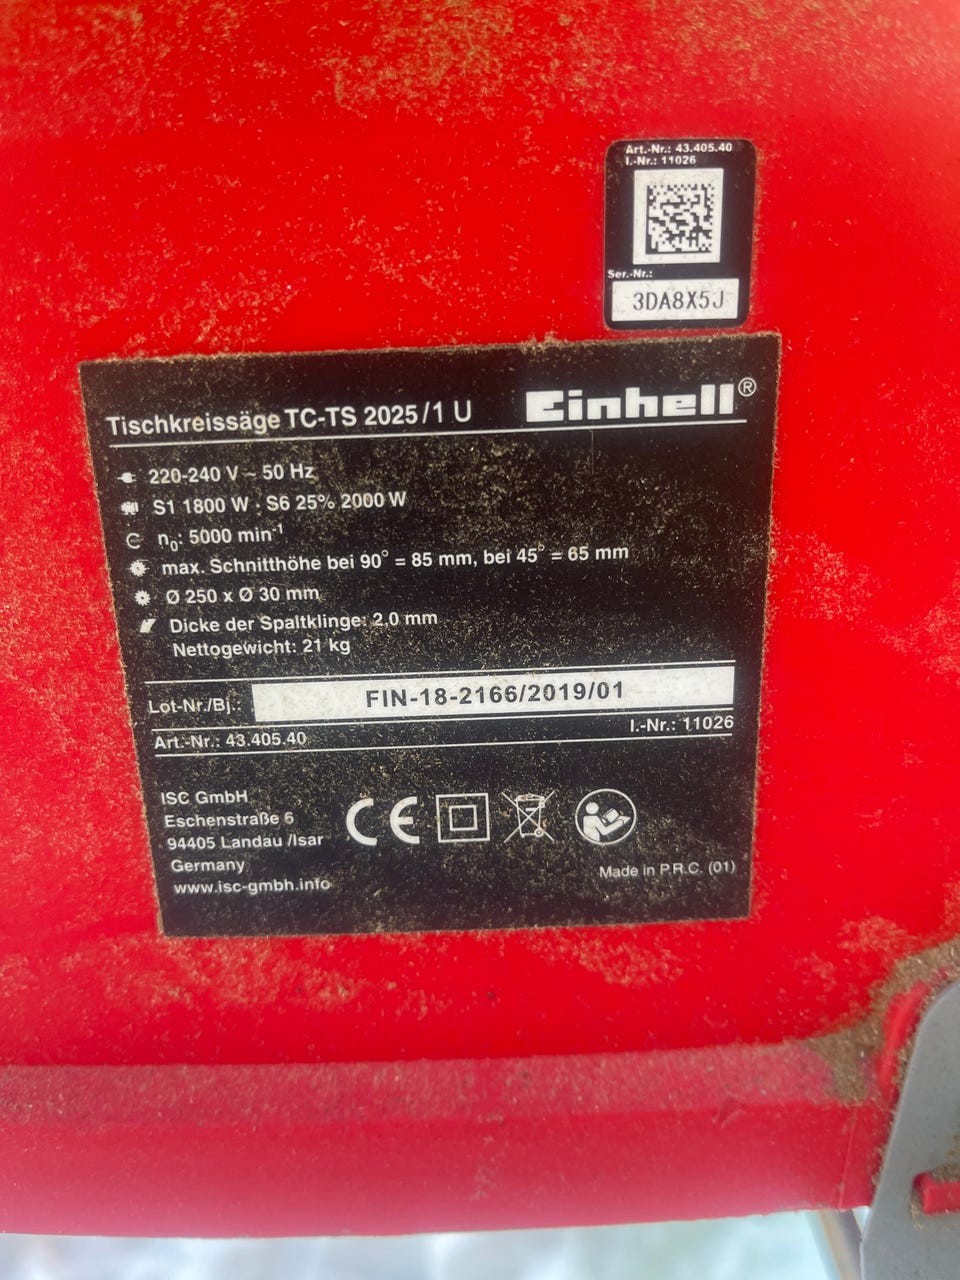 Art.-Nr.: 43.405.40
I.-Nr.: 11026
Ser.-Nr.:
3DA8X5J
Tischkreissäge TC-TS 2025/1 U
Einhell®
220-240 V ~ 50 Hz
S1 1800 W · S6 25% 2000 W
n0: 5000 min-1
max. Schnitthöhe bei 90° = 85 mm, bei 45° = 65 mm
Ø 250 x Ø 30 mm
Dicke der Spaltklinge: 2.0 mm
Nettogewicht: 21 kg
Lot-Nr./Bj.: FIN-18-2166/2019/01
Art.-Nr.: 43.405.40 I.-Nr.: 11026
ISC GmbH
Eschenstraße 6
94405 Landau /Isar
Germany
www.isc-gmbh.info
CE
Made in P.R.C. (01)